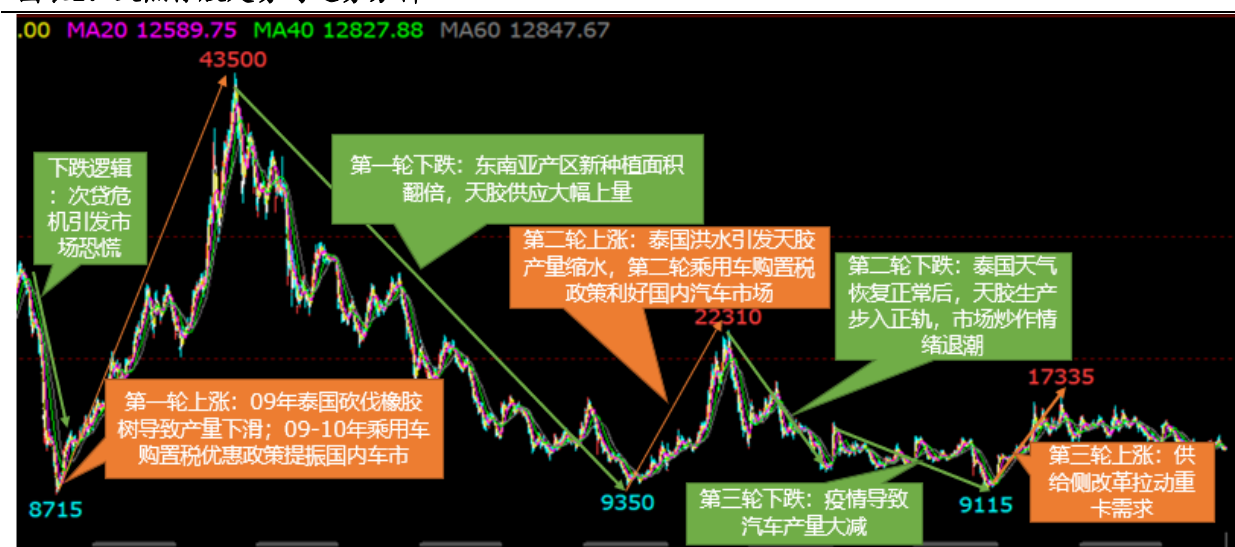 .00 MA20 12589.75 MA40 12827.88 MA60 12847.67
43500
下跌逻辑
：次贷危
机引发市
场恐慌
第一轮下跌：东南亚产区新种植面积
翻倍，天胶供应大幅上量
第二轮上涨：泰国洪水引发天胶
产量缩水，第二轮乘用车购置税
政策利好国内汽车市场
22310
第二轮下跌：泰国天气
恢复正常后，天胶生产
步入正轨，市场炒作情
绪退潮
17335
第一轮上涨：09年泰国砍伐橡胶
树导致产量下滑；09-10年乘用车
购置税优惠政策提振国内车市
8715
9350
第三轮下跌：疫情导致
汽车产量大减
9115
第三轮上涨：供
给侧改革拉动重
卡需求